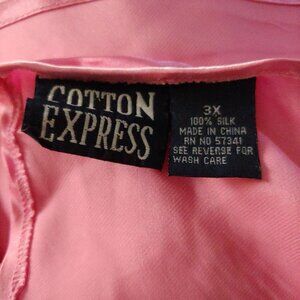 COTTON
EXPRESS
3X
100% SILK
MADE IN CHINA
RN NO 57341
SEE REVERSE FOR
WASH CARE